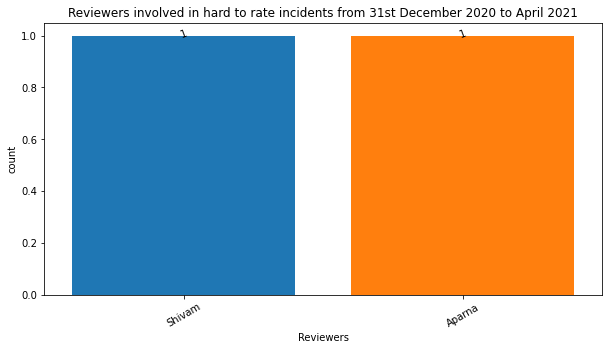 Reviewers involved in hard to rate incidents from 31st December 2020 to April 2021
1.0
0.8
0.6
0.4
0.2
0.0
count
1
1
Shivam
Aparna
Reviewers